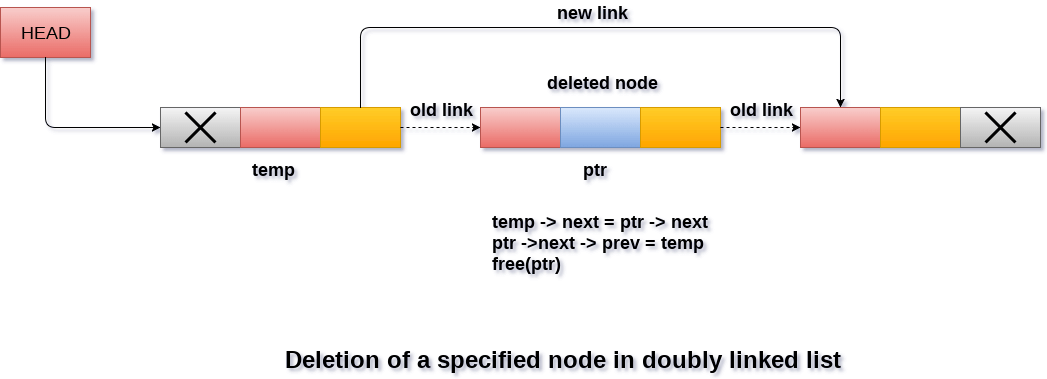 new link
HEAD
deleted node
old link
old link
temp
ptr
temp -> next = ptr -> next
ptr ->next -> prev = temp
free(ptr)
Deletion of a specified node in doubly linked list